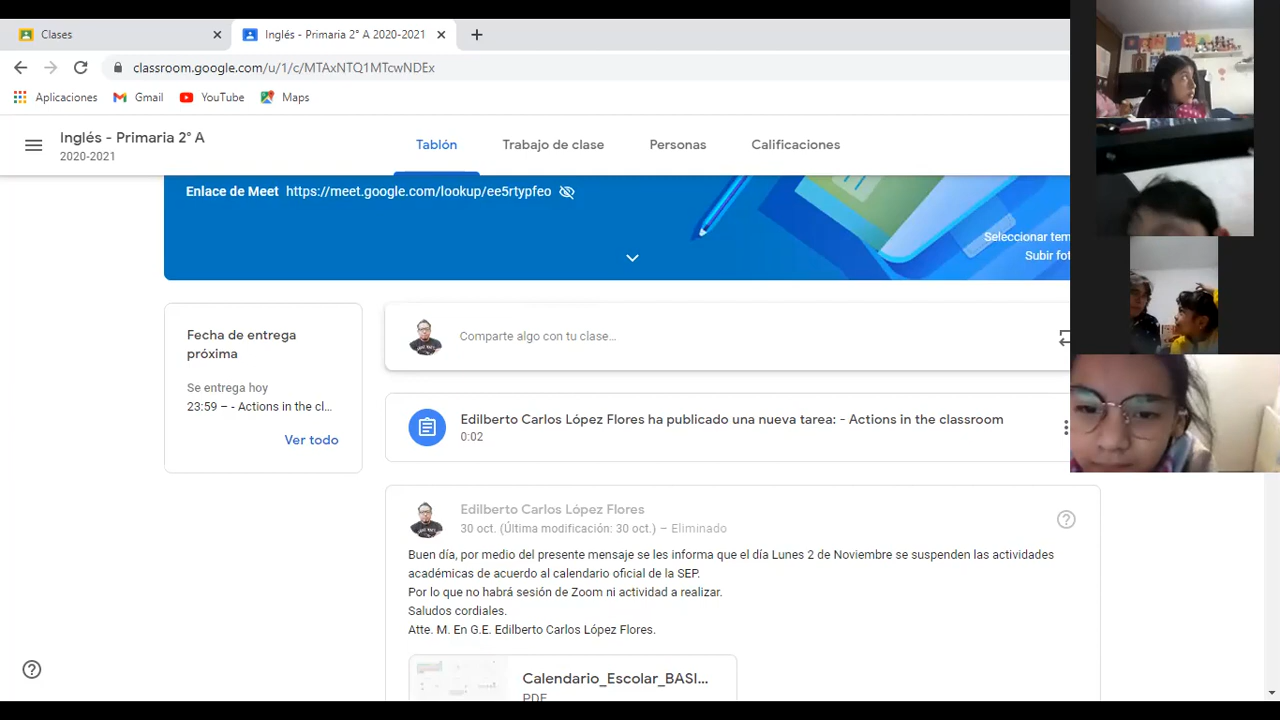 Clases
Inglés - Primaria 2° A 2020-2021
classroom.google.com/u/1/c/MTAxNTQ1MTcwNDEx
Aplicaciones
Gmail
YouTube
Maps
Inglés - Primaria 2° A
2020-2021
Tablón
Trabajo de clase
Personas
Calificaciones
Enlace de Meet https://meet.google.com/lookup/ee5rtypfeo
Seleccionar tem
Subir fot
Fecha de entrega
próxima
Se entrega hoy
23:59 – - Actions in the cl...
Ver todo
Comparte algo con tu clase...
Edilberto Carlos López Flores ha publicado una nueva tarea: - Actions in the classroom
0:02
Edilberto Carlos López Flores
30 oct. (Última modificación: 30 oct.) – Eliminado
Buen día, por medio del presente mensaje se les informa que el día Lunes 2 de Noviembre se suspenden las actividades
académicas de acuerdo al calendario oficial de la SEP.
Por lo que no habrá sesión de Zoom ni actividad a realizar.
Saludos cordiales.
Atte. M. En G.E. Edilberto Carlos López Flores.
Calendario_Escolar_BASI...
PDF